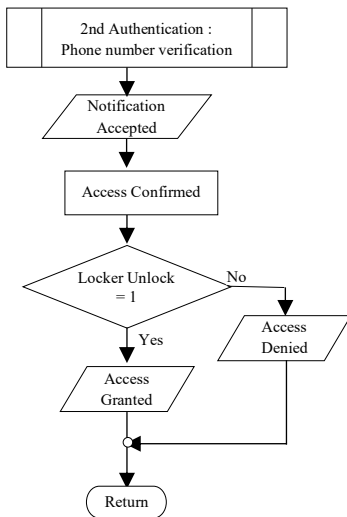 2nd Authentication :
Phone number verification
Notification
Accepted
Access Confirmed
Locker Unlock
= 1
No
Yes
Access
Denied
Access
Granted
Return